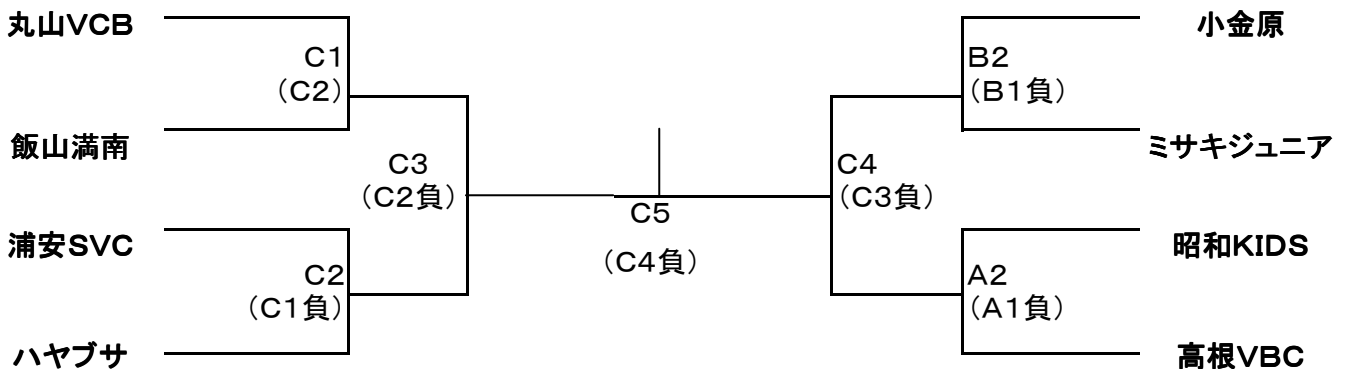 丸山VCB
C1
(C2)
飯山満南
C3
(C2負)
浦安SVC
C2
(C1負)
ハヤブサ
C5
(C4負)
小金原
B2
(B1負)
ミサキジュニア
C4
(C3負)
昭和KIDS
A2
(A1負)
高根VBC